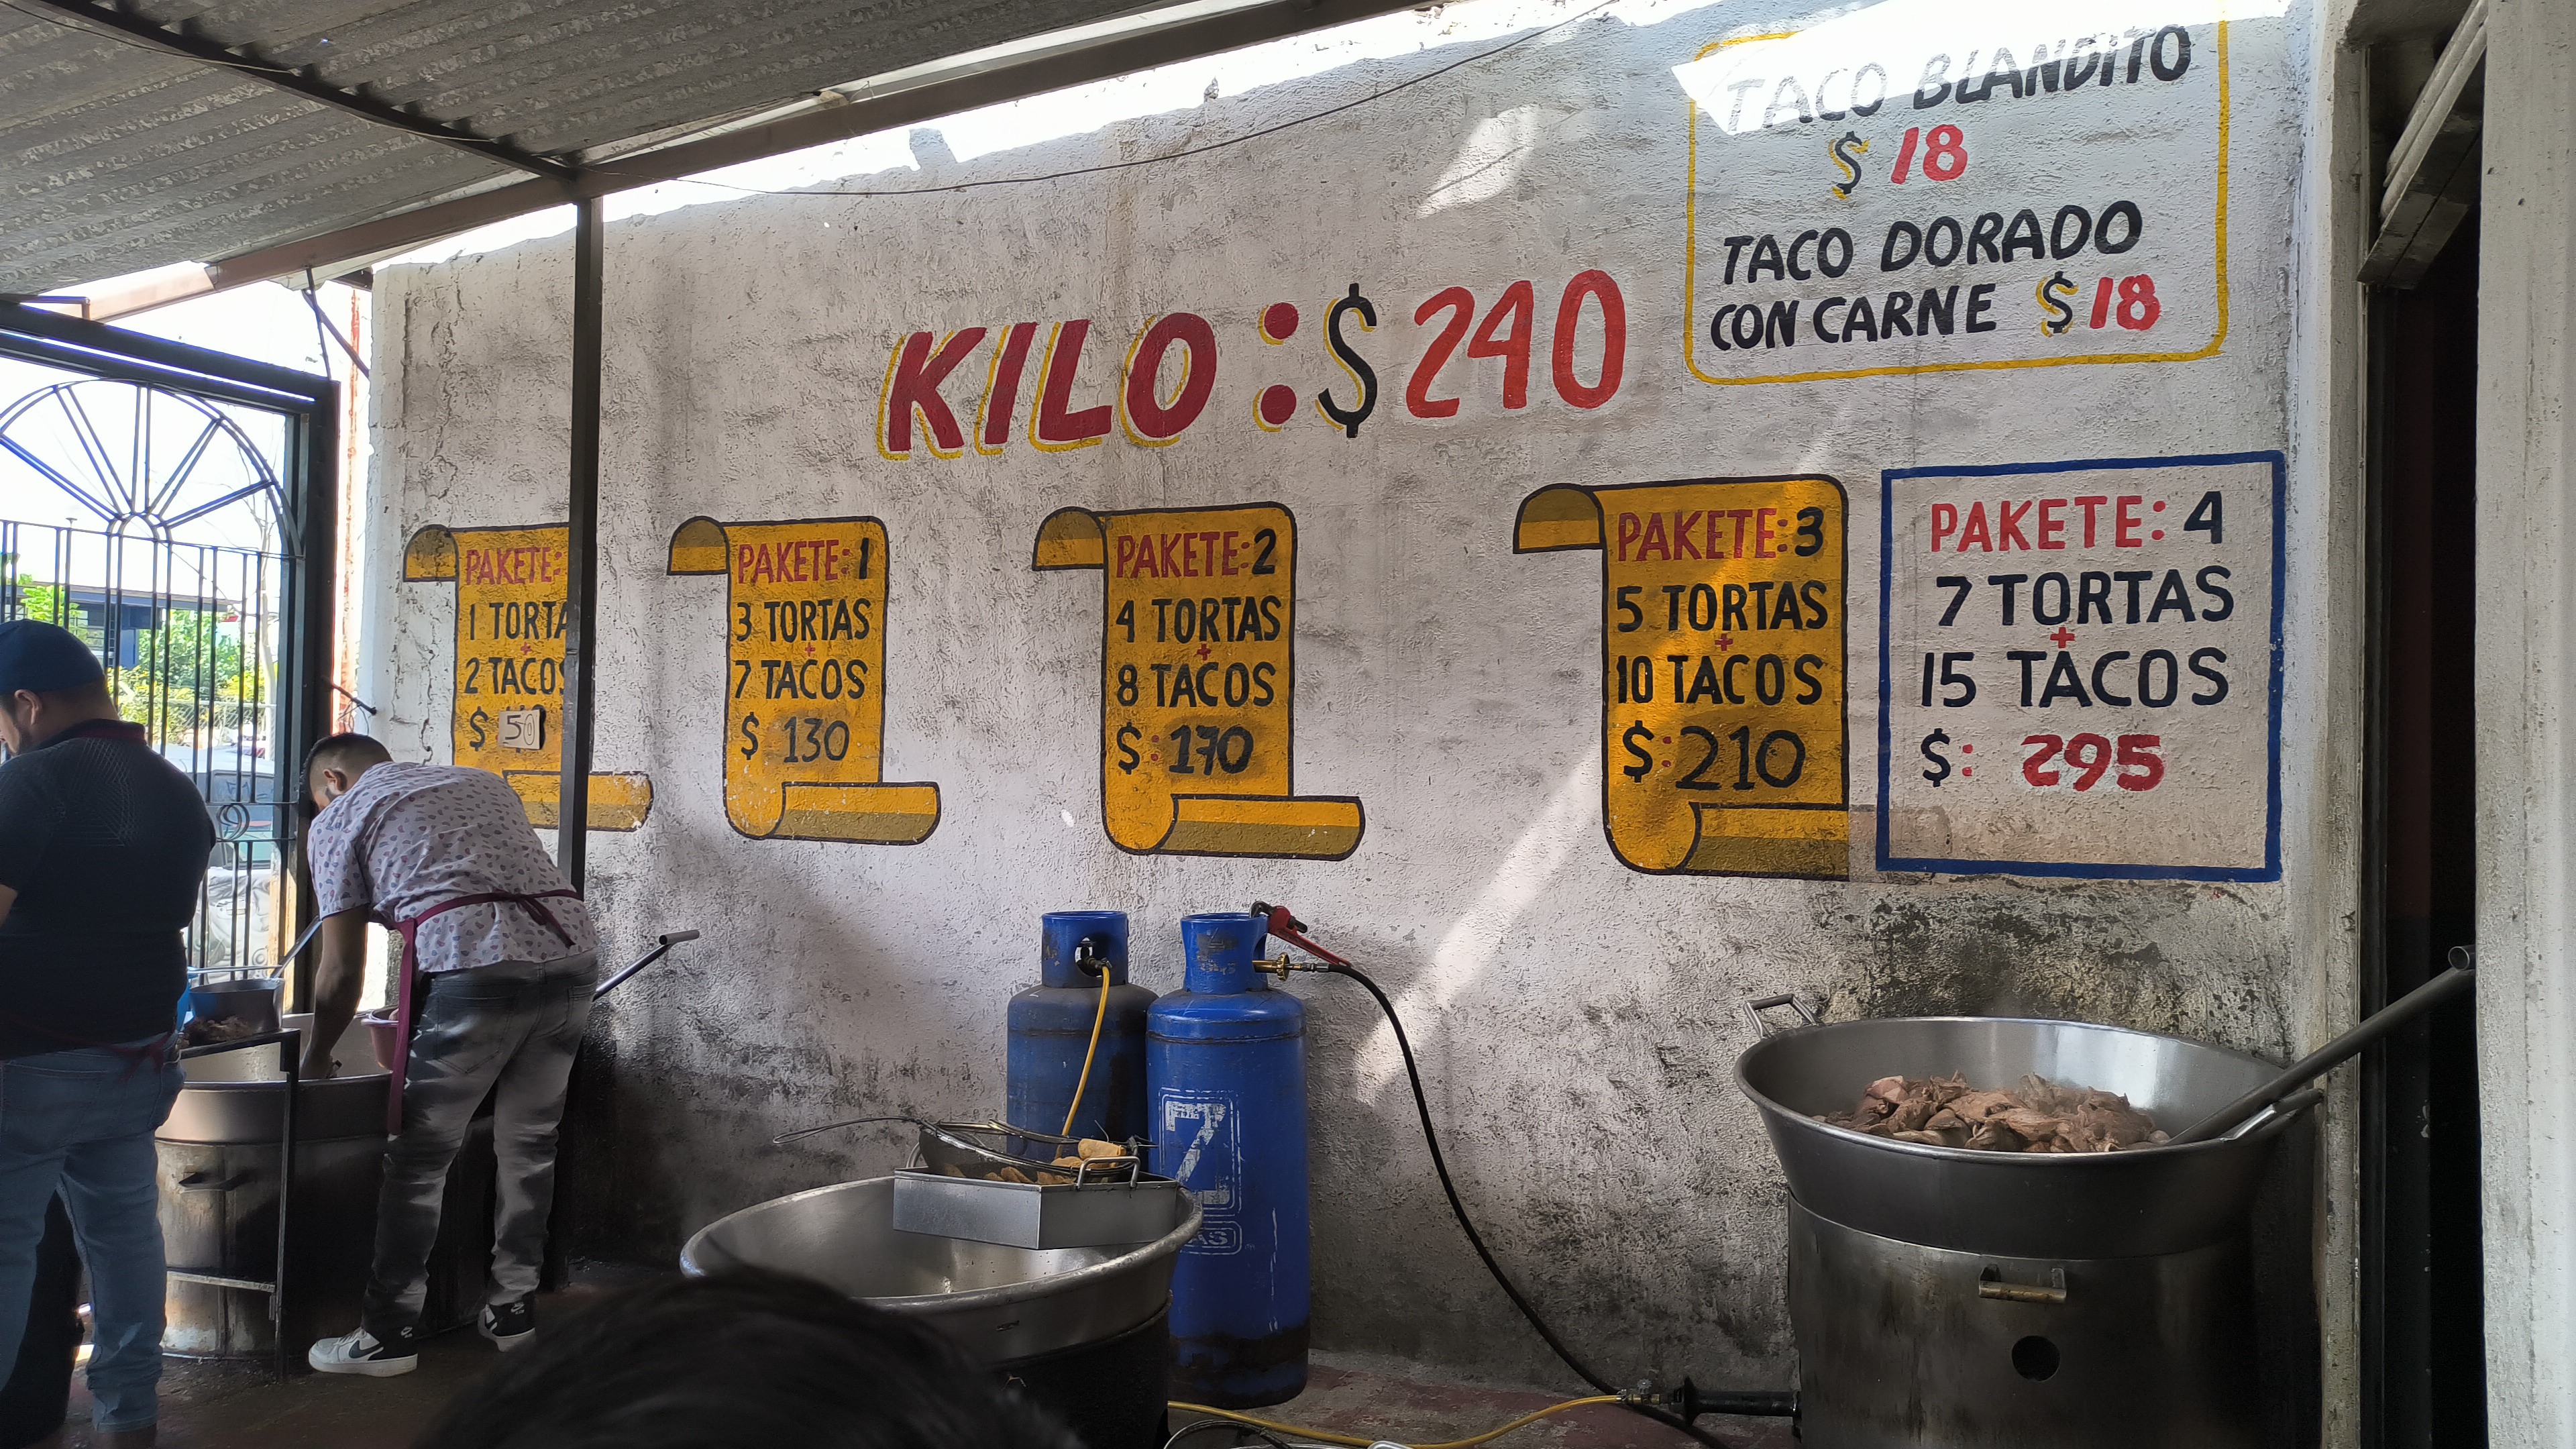 TACO BLANDITO
$ 18
TACO DORADO
CON CARNE $ 18
KILO : $ 240
PAKETE:
1 TORTA
+
2 TACOS
$ 50
PAKETE: 1
3 TORTAS
+
7 TACOS
$ 130
PAKETE: 2
4 TORTAS
+
8 TACOS
$ : 170
PAKETE: 3
5 TORTAS
+
10 TACOS
$ : 210
PAKETE: 4
7 TORTAS
+
15 TACOS
$ : 295
Z
GAS